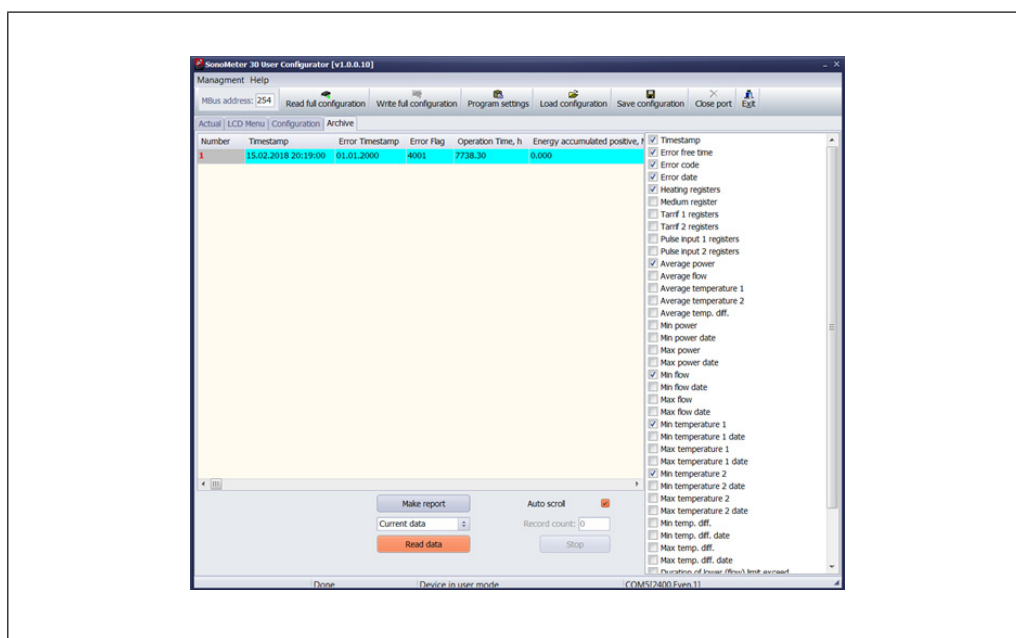 SonoMeter 30 User Configurator [v1.0.0.10]
Managment Help
MBus address: 254 Read full configuration Write full configuration Program settings Load configuration Save configuration Close port Exit
Actual LCD Menu Configuration Archive
Number Timestamp Error Timestamp Error Flag Operation Time, h Energy accumulated positive,
1 15.02.2018 20:19:00 01.01.2000 4001 7738.30 0.000
Timestamp
Error free time
Error code
Error date
Heating registers
Medium register
Tarrif 1 registers
Tarrif 2 registers
Pulse input 1 registers
Pulse input 2 registers
Average power
Average flow
Average temperature 1
Average temperature 2
Average temp. diff.
Min power
Min power date
Max power
Max power date
Min flow
Min flow date
Max flow
Max flow date
Min temperature 1
Min temperature 1 date
Max temperature 1
Max temperature 1 date
Min temperature 2
Min temperature 2 date
Max temperature 2
Max temperature 2 date
Min temp. diff.
Min temp. diff. date
Max temp. diff.
Max temp. diff. date
Duration of lower (flow) limit exceed
Make report Auto scroll
Current data Record count: 0
Read data Stop
Done Device in user mode COM5[2400,Even,1]